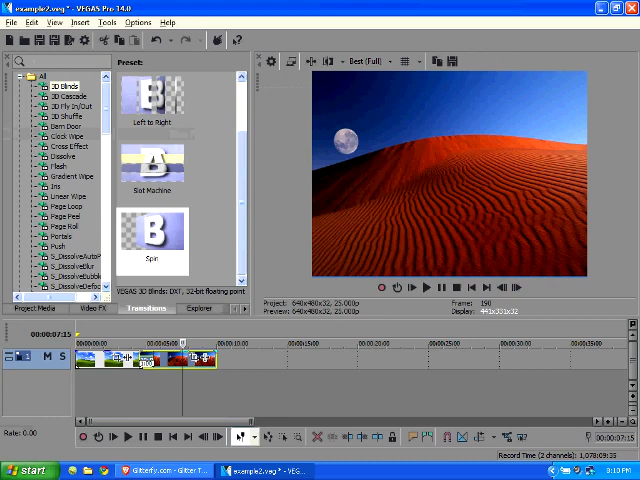 example2.veg * - VEGAS Pro 14.0
File Edit View Insert Tools Options Help
All
3D Blinds
3D Cascade
3D Fly In/Out
3D Shuffle
Barn Door
Clock Wipe
Cross Effect
Dissolve
Flash
Gradient Wipe
Iris
Linear Wipe
Page Loop
Page Peel
Page Roll
Portals
Push
S_DissolveAutoP
S_DissolveBlur
S_DissolveBubble
S_DissolveDefoc
Preset:
Left to Right
Slot Machine
Spin
VEGAS 3D Blinds: DXT, 32-bit floating point
Project Media Video FX Transitions Explorer
Best (Full)
Project: 640x480x32, 25.000p
Preview: 640x480x32, 25.000p
Frame: 190
Display: 441x331x32
00:00:07:15
00:00:00:00 00:00:05:00 00:00:10:00 00:00:15:00 00:00:20:00 00:00:25:00 00:00:30:00 00:00:35:00
1 M S
Rate: 0.00
00:00:07:15
Record Time (2 channels): 1,078:09:35
start
Glitterfy.com - Glitter T...
example2.veg * - VEG...
8:10 PM